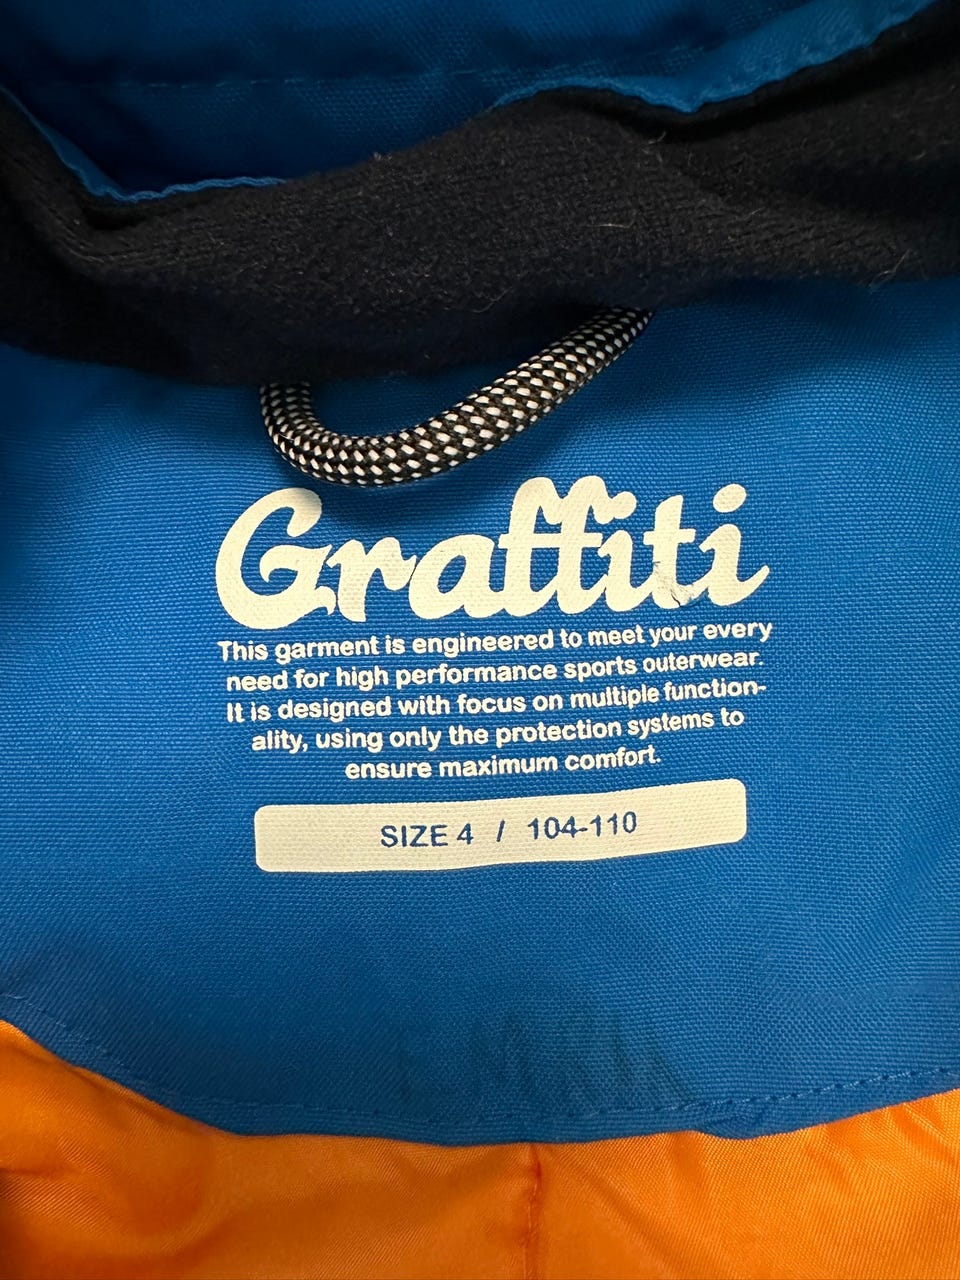 Graffiti
This garment is engineered to meet your every
need for high performance sports outerwear.
It is designed with focus on multiple function-
ality, using only the protection systems to
ensure maximum comfort.
SIZE 4 / 104-110